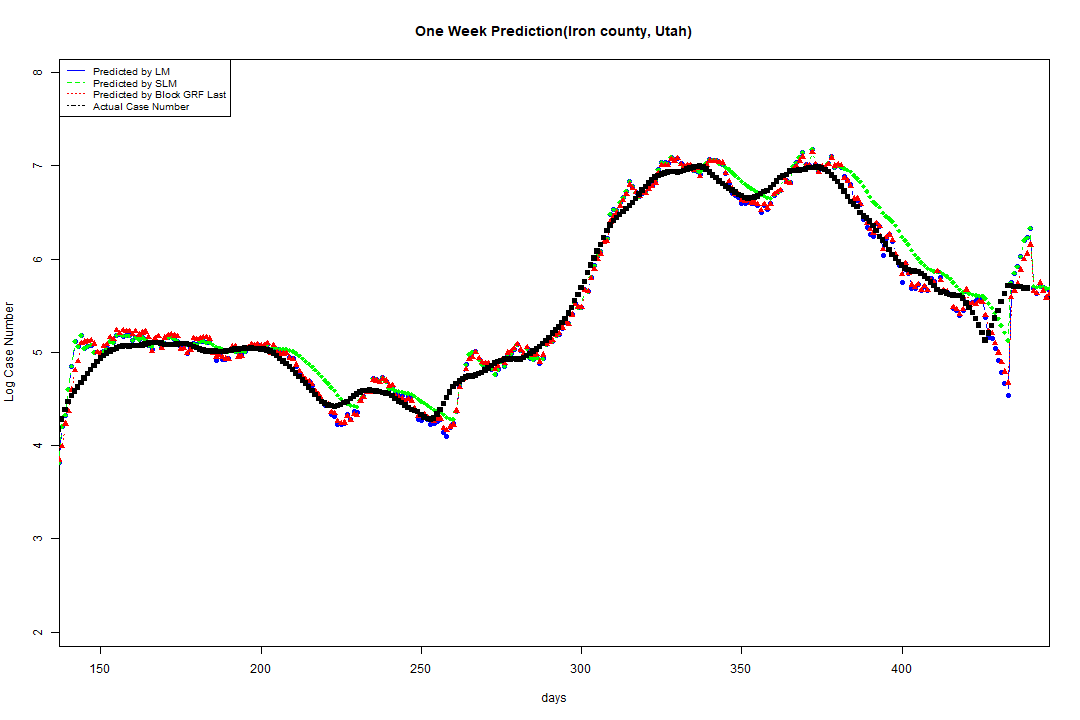 One Week Prediction(Iron county, Utah)
Predicted by LM
Predicted by SLM
Predicted by Block GRF Last
Actual Case Number
8
7
6
5
4
3
2
Log Case Number
150 200 250 300 350 400
days